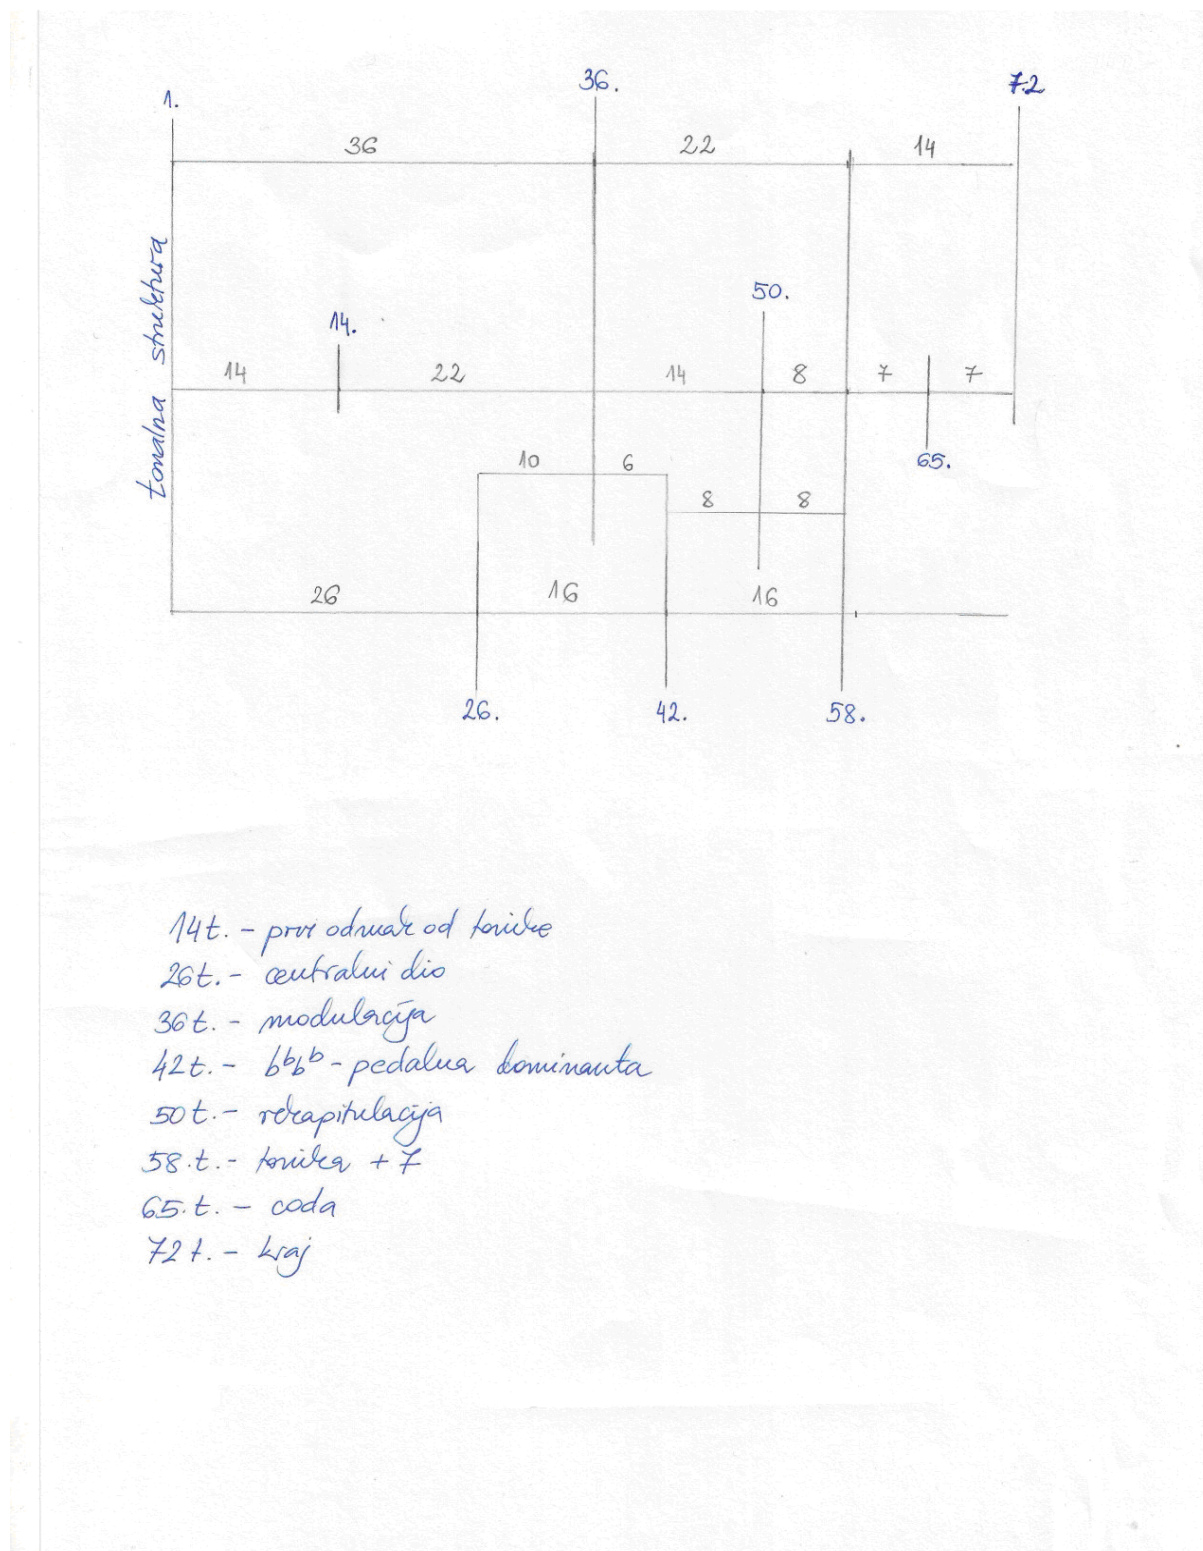 1.
36.
72
36
22
14
tonalna struktura
14.
50.
14
22
14
8
7
7
65.
10
6
8
8
26
16
16
26.
42.
58.
14t. - prvi odmak od tonike
26t. - centralni dio
36t. - modulacija
42t. - b♭b♭ - pedalna dominanta
50t. - rekapitulacija
58.t. - tonika + 7
65.t. - coda
72t. - kraj